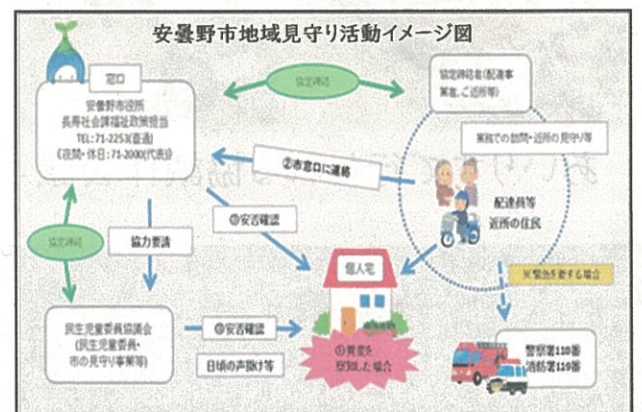 安曇野市地域見守り活動イメージ図
窓口
安曇野市役所
長寿社会課福祉政策担当
TEL:71-2253(直通)
《夜間・休日:71-2000(代表)》
協定締結
協定締結者(配達事
業者、ご近所等)
業務での訪問・近所の見守り等
②市窓口に連絡
配達員等
近所の住民
③安否確認
協定締結
協力要請
個人宅
※緊急を要する場合
民生児童委員協議会
(民生児童委員・
市の見守り事業等)
③安否確認
日頃の声掛け等
①異変を
察知した場合
警察署110番
消防署119番